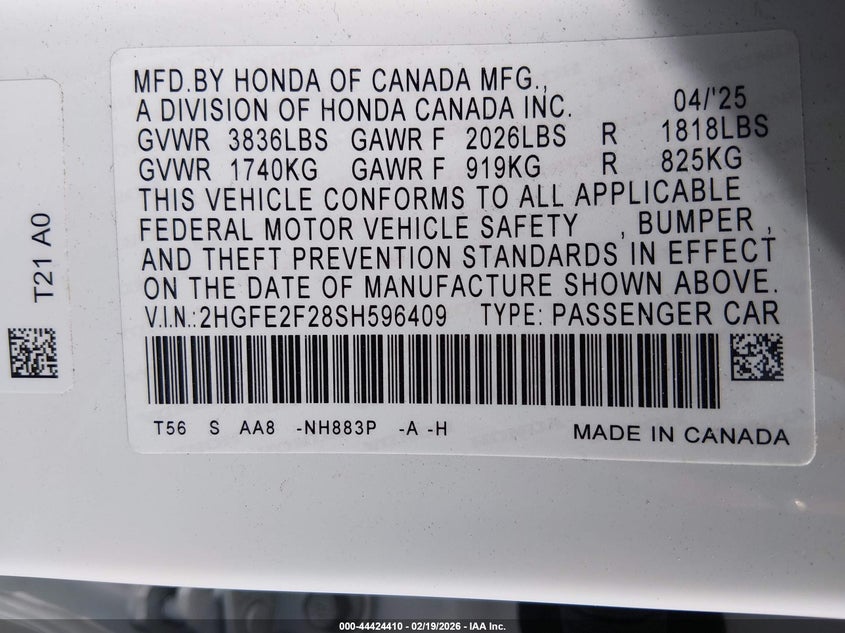 MFD.BY HONDA OF CANADA MFG.,
A DIVISION OF HONDA CANADA INC. 04/'25
GVWR 3836LBS GAWR F 2026LBS R 1818LBS
GVWR 1740KG GAWR F 919KG R 825KG
THIS VEHICLE CONFORMS TO ALL APPLICABLE
FEDERAL MOTOR VEHICLE SAFETY , BUMPER ,
AND THEFT PREVENTION STANDARDS IN EFFECT
ON THE DATE OF MANUFACTURE SHOWN ABOVE.
V.I.N.: 2HGFE2F28SH596409 TYPE: PASSENGER CAR
T56 S AA8 -NH883P -A -H
MADE IN CANADA
T21 A0
000-44424410 | 02/19/2026 - IAA Inc.